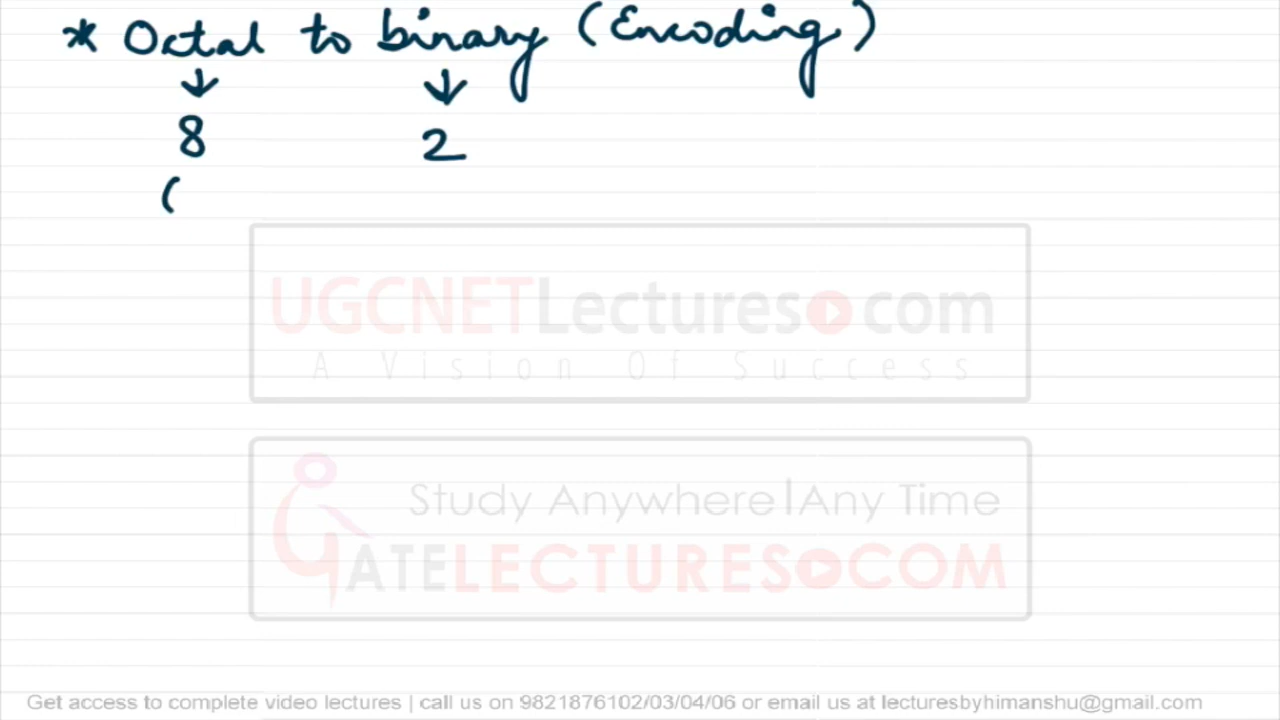 * Octal to binary (Encoding)
↓ ↓
8 2
(
UGCNETLectures.com
A Vision Of Success
Study Anywhere|Any Time
GATELECTURES.COM
Get access to complete video lectures | call us on 9821876102/03/04/06 or email us at lecturesbyhimanshu@gmail.com